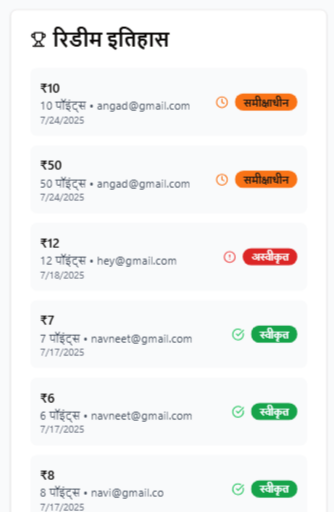 रिडीम इतिहास
₹10
10 पॉइंट्स • angad@gmail.com
समीक्षाधीन
7/24/2025
₹50
50 पॉइंट्स • angad@gmail.com
समीक्षाधीन
7/24/2025
₹12
12 पॉइंट्स • hey@gmail.com
अस्वीकृत
7/18/2025
₹7
7 पॉइंट्स • navneet@gmail.com
स्वीकृत
7/17/2025
₹6
6 पॉइंट्स • navneet@gmail.com
स्वीकृत
7/17/2025
₹8
8 पॉइंट्स • navi@gmail.co
स्वीकृत
7/17/2025